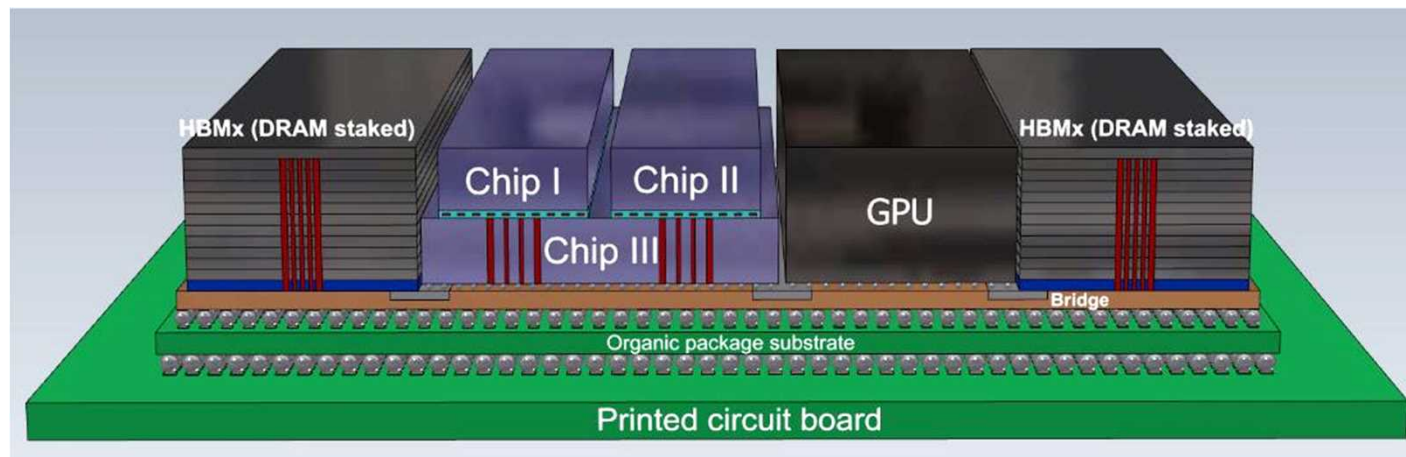 HBMx (DRAM staked)
HBMx (DRAM staked)
Chip I
Chip II
GPU
Chip III
Bridge
Organic package substrate
Printed circuit board